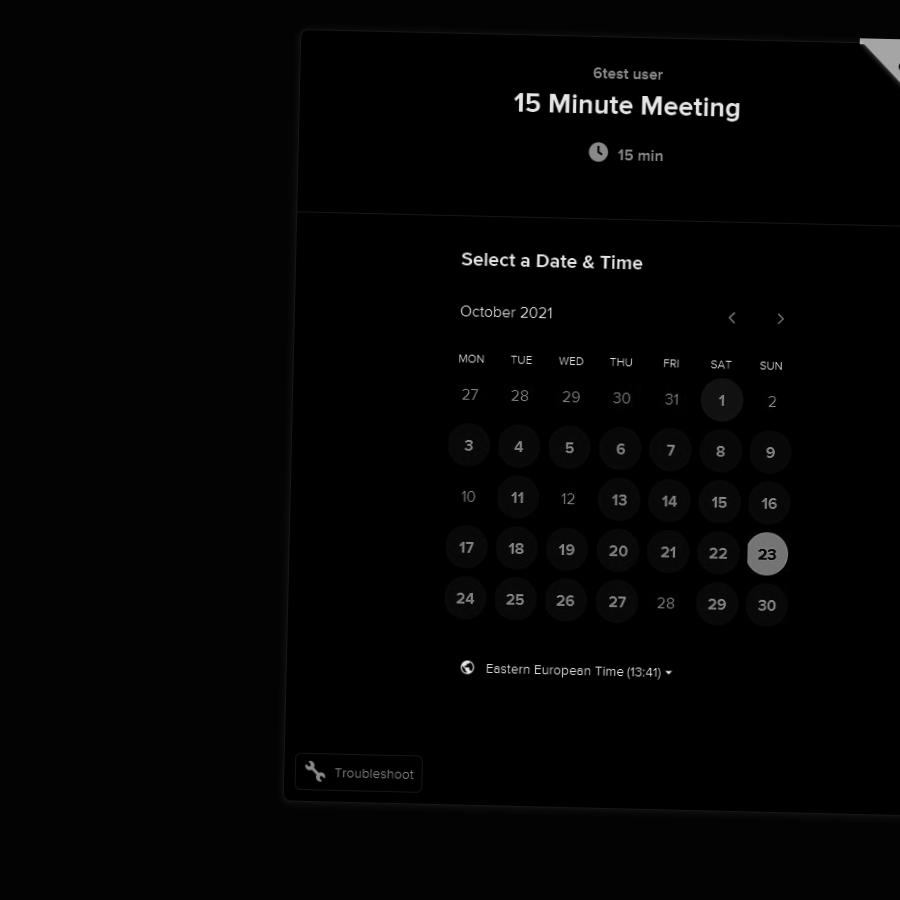 6test user
15 Minute Meeting
15 min
Select a Date & Time
October 2021
MON TUE WED THU FRI SAT SUN
27 28 29 30 31 1 2
3 4 5 6 7 8 9
10 11 12 13 14 15 16
17 18 19 20 21 22 23
24 25 26 27 28 29 30
Eastern European Time (13:41)
Troubleshoot